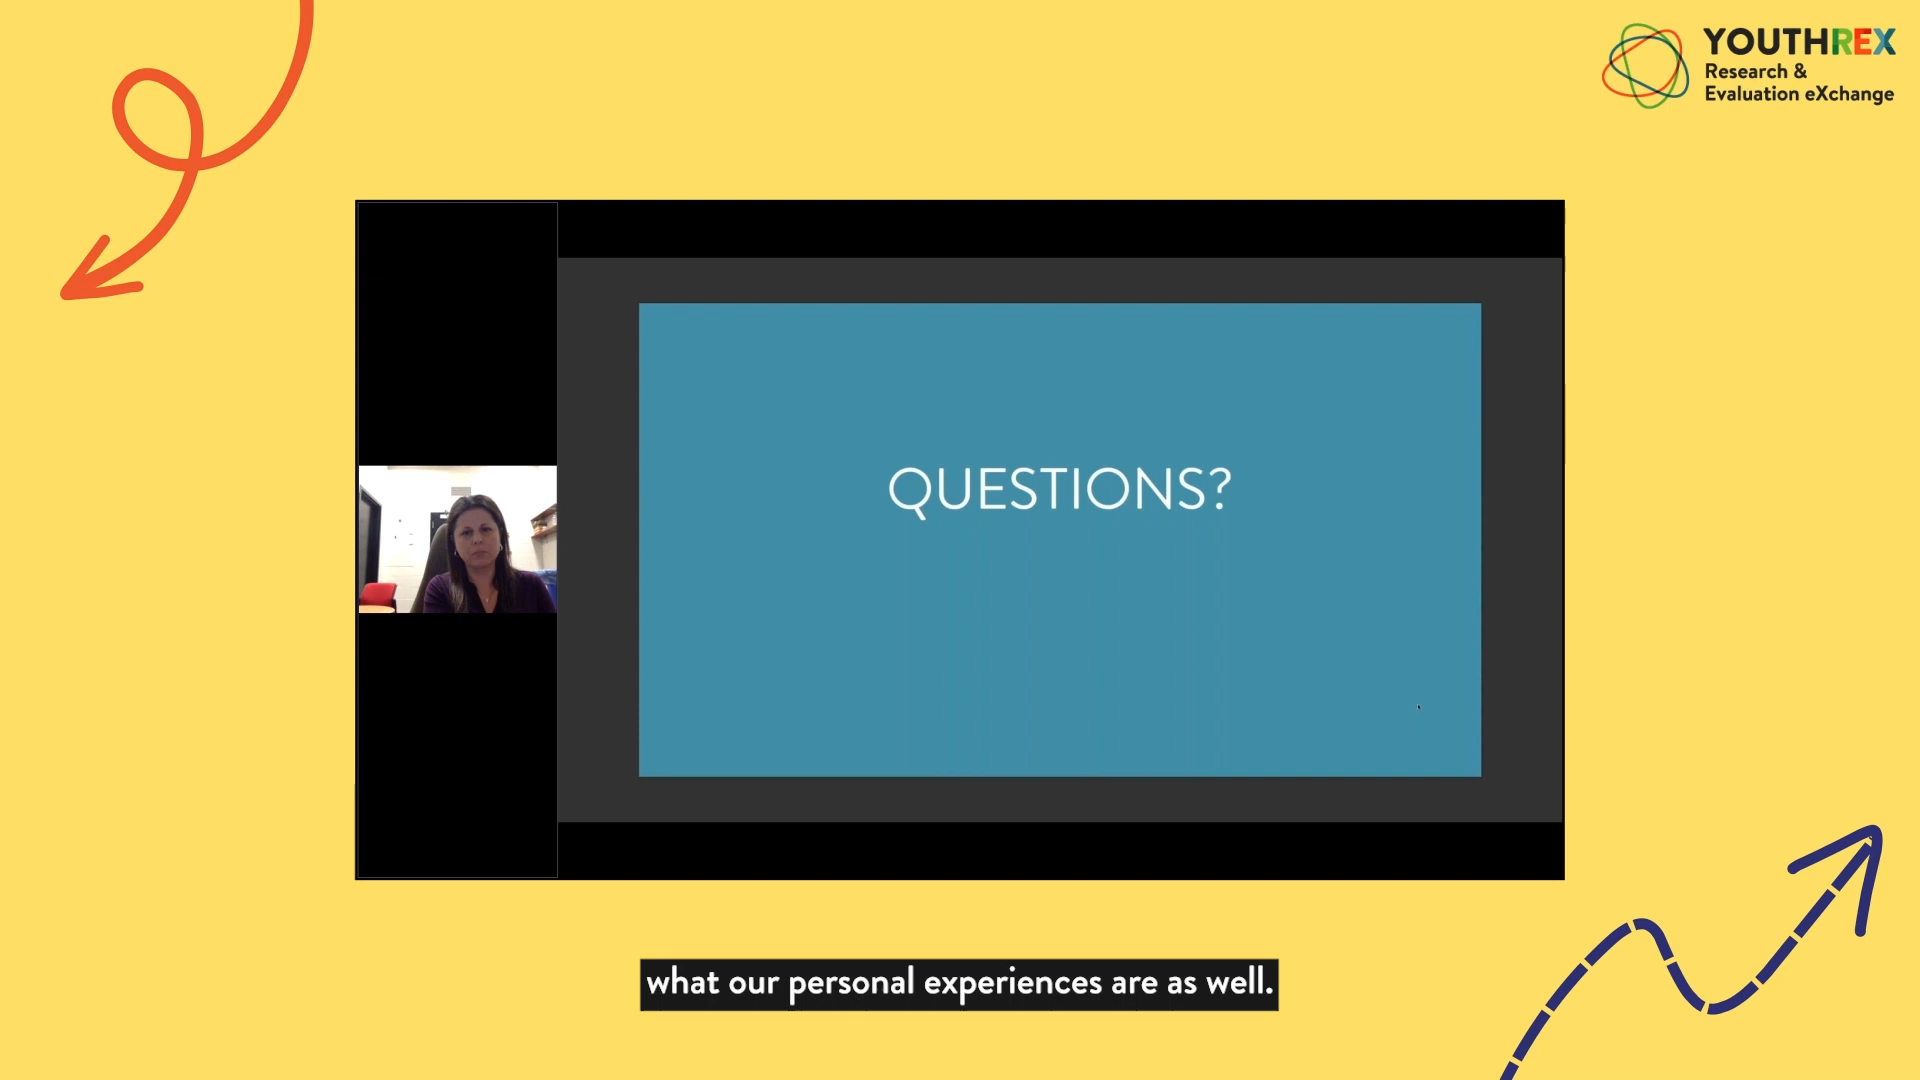 YOUTHREX
Research &
Evaluation eXchange
QUESTIONS?
what our personal experiences are as well.